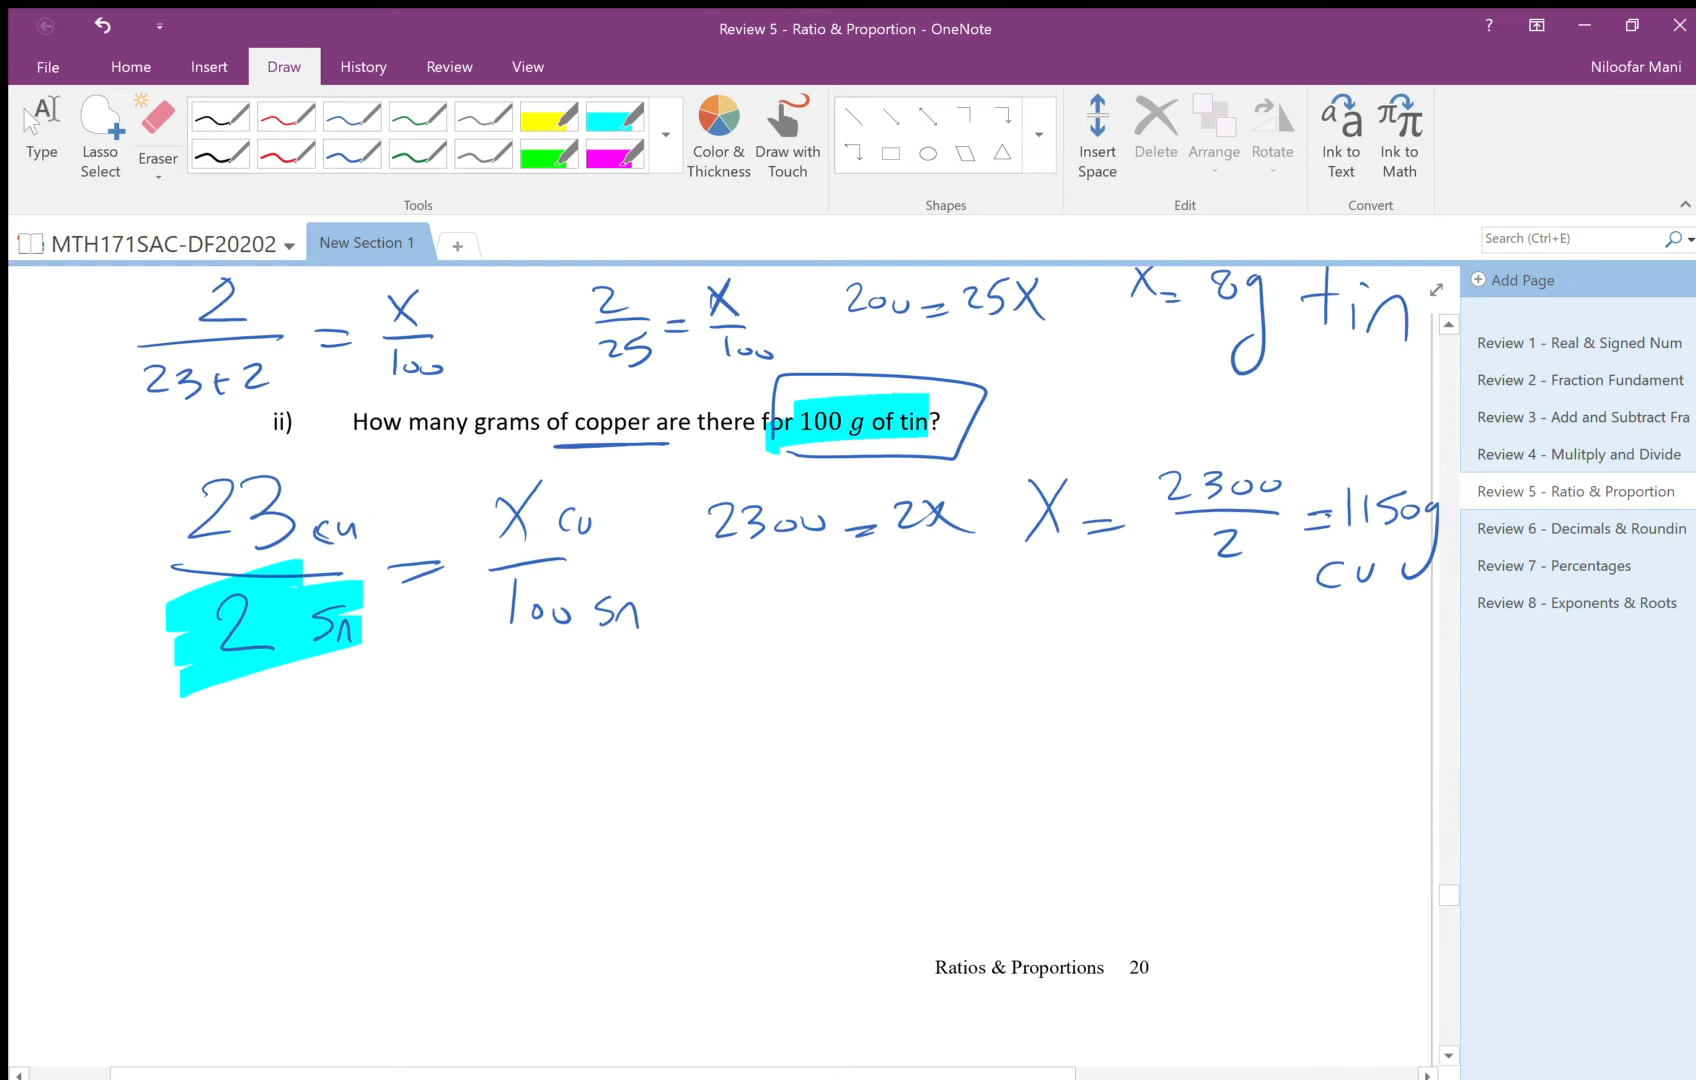 Review 5 - Ratio & Proportion - OneNote
?
File
Home
Insert
Draw
History
Review
View
Niloofar Mani
Type
Lasso Select
Eraser
Color & Thickness
Draw with Touch
Insert Space
Delete
Arrange
Rotate
Ink to Text
Ink to Math
Tools
Shapes
Edit
Convert
MTH171SAC-DF20202
New Section 1
+
Search (Ctrl+E)
Add Page
Review 1 - Real & Signed Num
Review 2 - Fraction Fundament
Review 3 - Add and Subtract Fra
Review 4 - Mulitply and Divide
Review 5 - Ratio & Proportion
Review 6 - Decimals & Roundin
Review 7 - Percentages
Review 8 - Exponents & Roots
2/(23+2) = X/100   2/25 = X/100   200 = 25X   X = 8g tin
ii) How many grams of copper are there for 100 g of tin?
23 cu/2 Sn = X cu/100 Sn   2300 = 2X   X = 2300/2 = 1150g cu
Ratios & Proportions 20